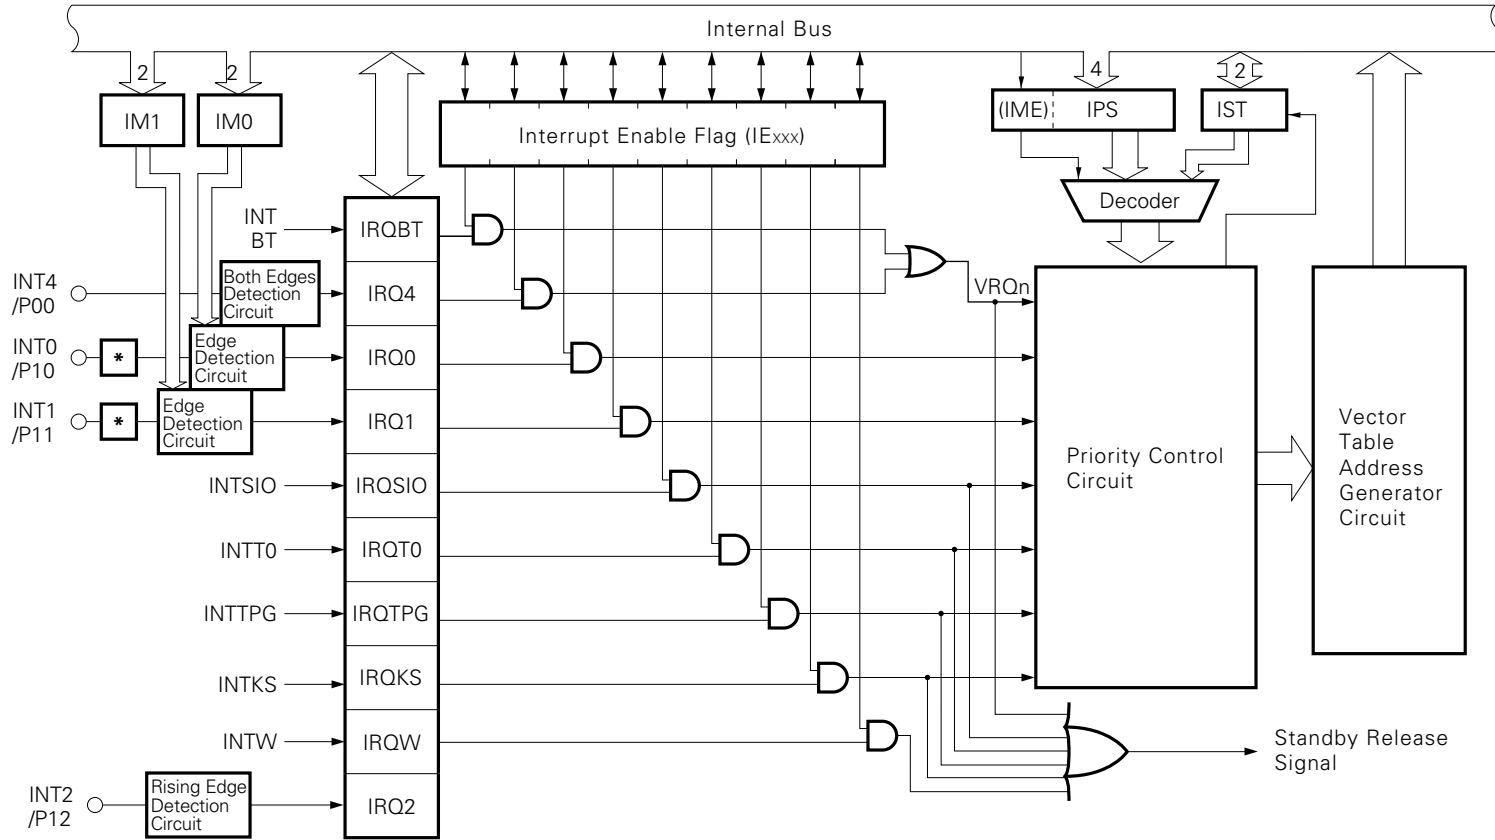 Internal Bus
2
2
4
2
IM1
IM0
Interrupt Enable Flag (IExxx)
(IME)
IPS
IST
Decoder
INT
BT
IRQBT
INT4
/P00
Both Edges
Detection
Circuit
IRQ4
VRQn
INT0
/P10
*
Edge
Detection
Circuit
IRQ0
INT1
/P11
*
Edge
Detection
Circuit
IRQ1
Priority Control
Circuit
Vector
Table
Address
Generator
Circuit
INTSIO
IRQSIO
INTT0
IRQT0
INTTPG
IRQTPG
INTKS
IRQKS
INTW
IRQW
Standby Release
Signal
INT2
/P12
Rising Edge
Detection
Circuit
IRQ2